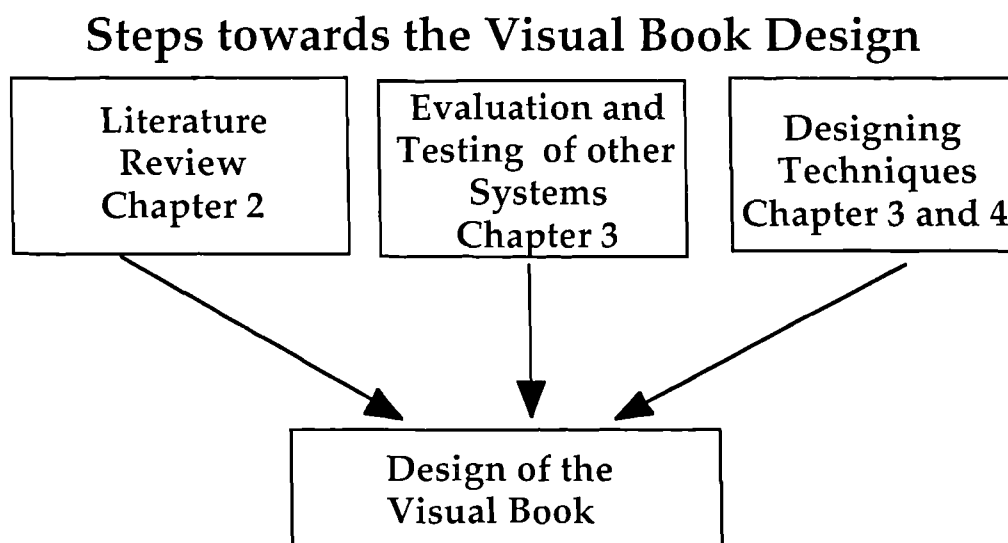 Steps towards the Visual Book Design
Literature
Review
Chapter 2
Evaluation and
Testing of other
Systems
Chapter 3
Designing
Techniques
Chapter 3 and 4
Design of the
Visual Book